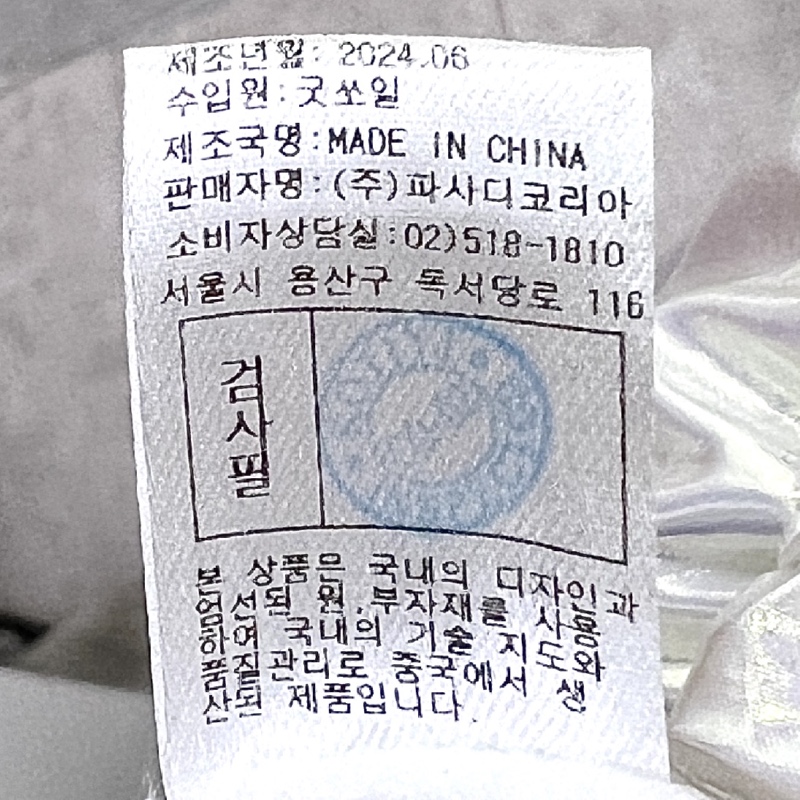 제조년월: 2024.06
수입원:굿쏘일
제조국명:MADE IN CHINA
판매자명:(주)파사디코리아
소비자상담실:02)518-1810
서울시 용산구 독서당로 116
검사필
본 상품은 국내의 디자인과
엄선된 원.부자재를 사용
하여 국내의 기술 지도와
품질관리로 중국에서 생
산된 제품입니다.